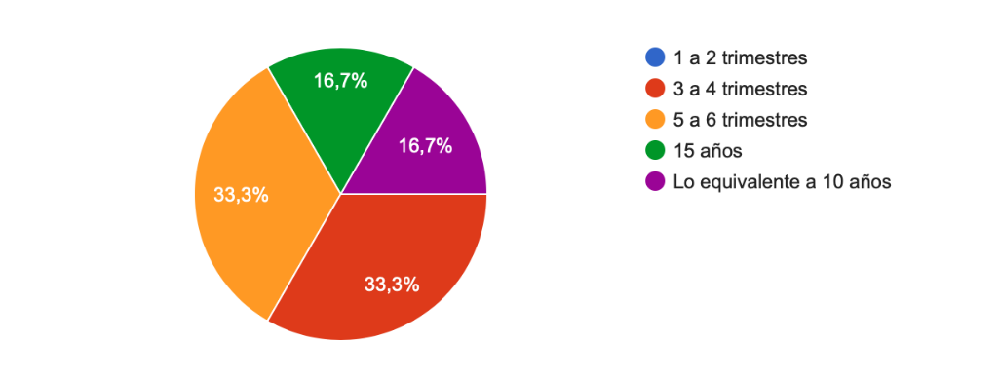 16,7%
16,7%
33,3%
33,3%
1 a 2 trimestres
3 a 4 trimestres
5 a 6 trimestres
15 años
Lo equivalente a 10 años